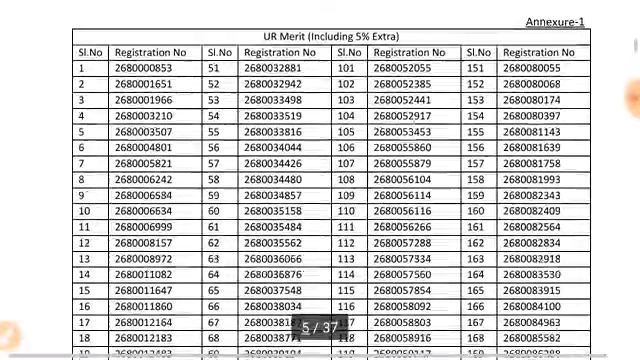 Annexure-1
UR Merit (Including 5% Extra)
Sl.No Registration No Sl.No Registration No Sl.No Registration No Sl.No Registration No
1 2680000853 51 2680032881 101 2680052055 151 2680080055
2 2680001651 52 2680032942 102 2680052385 152 2680080068
3 2680001966 53 2680033498 103 2680052441 153 2680080174
4 2680003210 54 2680033519 104 2680052917 154 2680080397
5 2680003507 55 2680033816 105 2680053453 155 2680081143
6 2680004801 56 2680034044 106 2680055860 156 2680081639
7 2680005821 57 2680034426 107 2680055879 157 2680081758
8 2680006242 58 2680034480 108 2680056104 158 2680081993
9 2680006584 59 2680034857 109 2680056114 159 2680082343
10 2680006634 60 2680035158 110 2680056116 160 2680082409
11 2680006999 61 2680035484 111 2680056266 161 2680082564
12 2680008157 62 2680035562 112 2680057288 162 2680082834
13 2680008972 63 2680036066 113 2680057334 163 2680082918
14 2680011082 64 2680036876 114 2680057560 164 2680083530
15 2680011647 65 2680037548 115 2680057854 165 2680083915
16 2680011860 66 2680038034 116 2680058092 166 2680084100
17 2680012164 67 2680058803 167 2680084963
18 2680012183 68 2680058916 168 2680085582
5 / 37